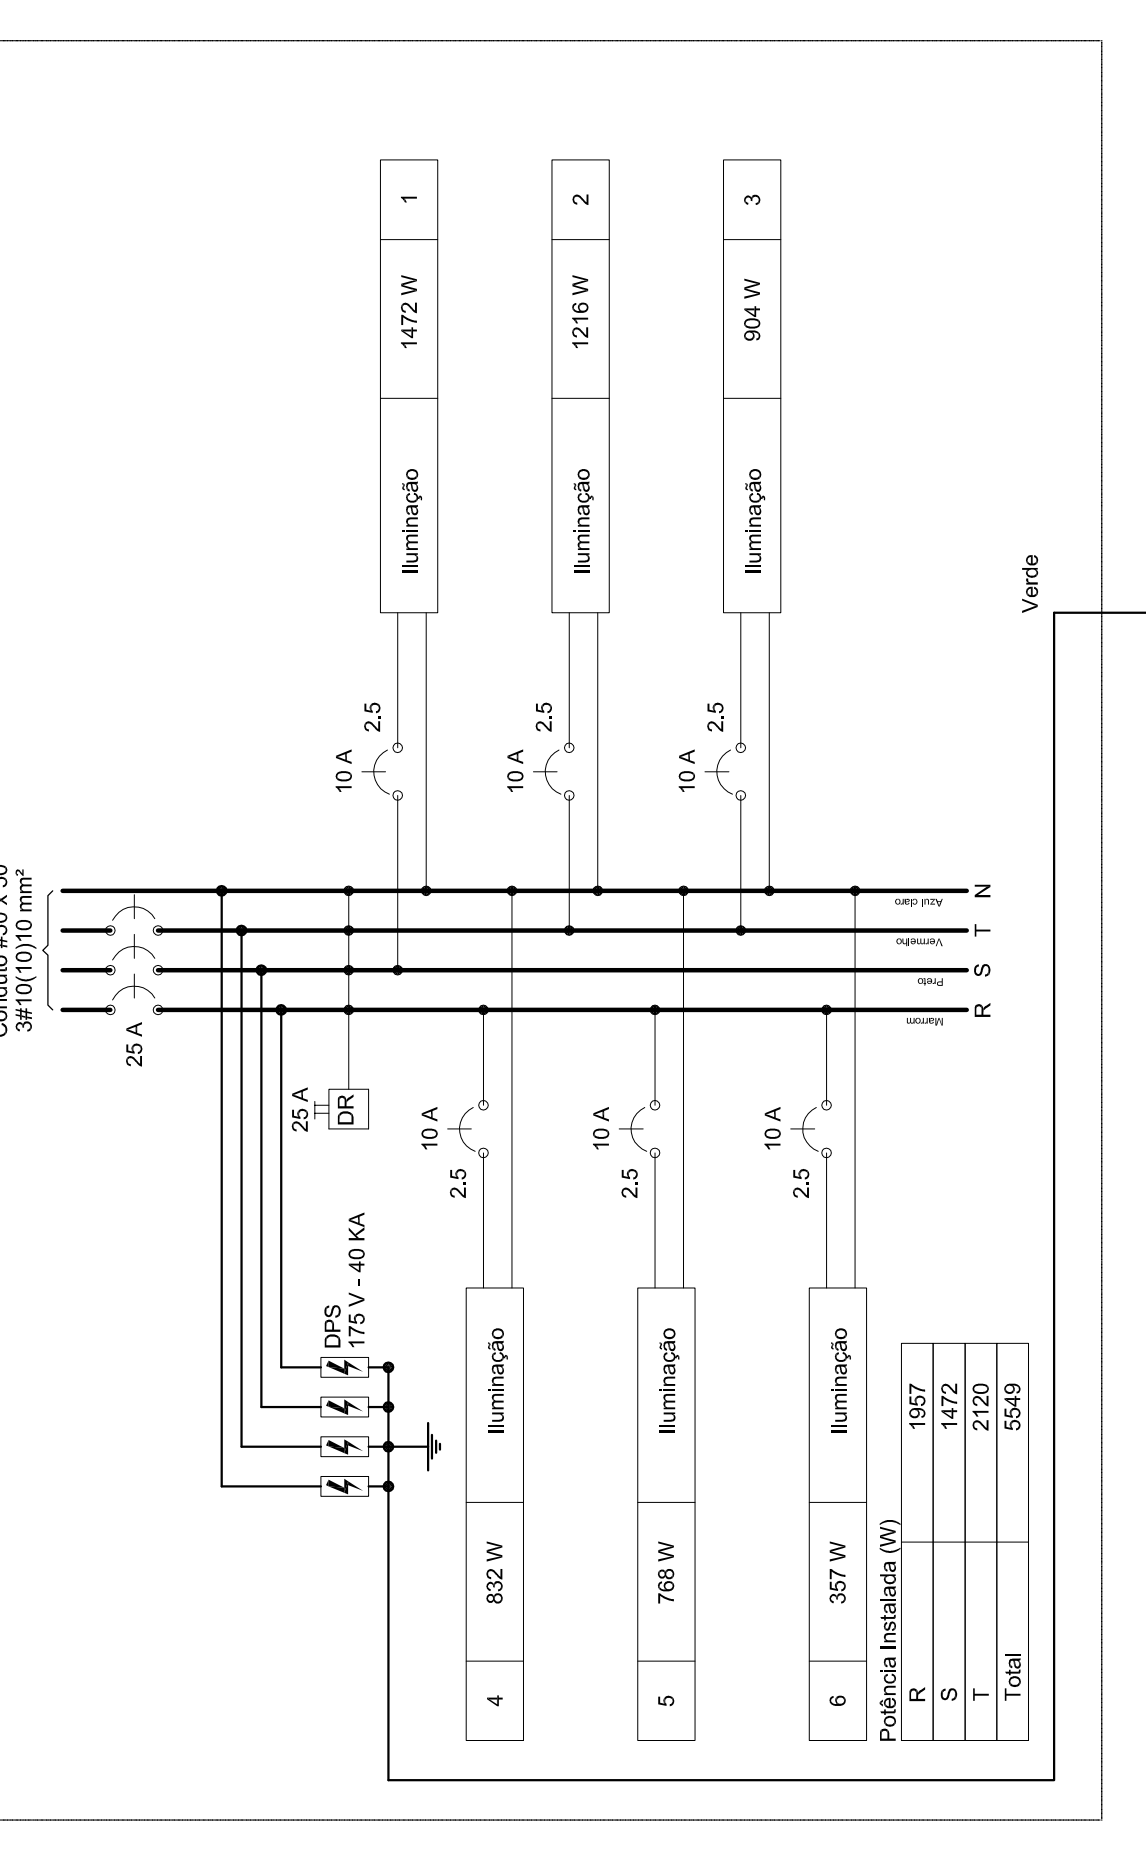 3#10(10)10 mm²
25 A
25 A
DR
DPS
175 V - 40 KA
10 A
2.5
Iluminação
1472 W
1
10 A
2.5
Iluminação
1216 W
2
10 A
2.5
Iluminação
904 W
3
4
832 W
Iluminação
2.5
10 A
5
768 W
Iluminação
2.5
10 A
6
357 W
Iluminação
2.5
10 A
Marrom
Preto
Vermelho
Azul claro
R
S
T
N
Verde
Potência Instalada (W)
R 1957
S 1472
T 2120
Total 5549